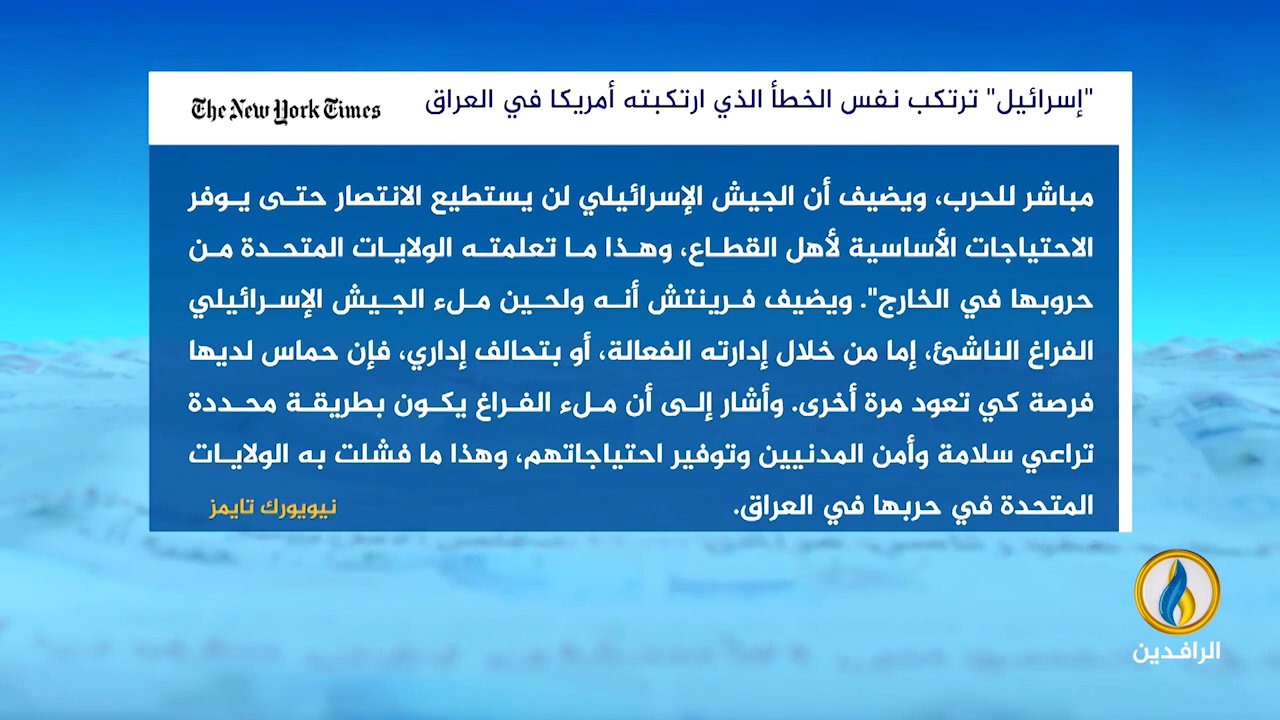 "إسرائيل" ترتكب نفس الخطأ الذي ارتكبته أمريكا في العراق
The New York Times
مباشر للحرب، ويضيف أن الجيش الإسرائيلي لن يستطيع الانتصار حتى يوفر
الاحتياجات الأساسية لأهل القطاع، وهذا ما تعلمته الولايات المتحدة من
حروبها في الخارج". ويضيف فرينتش أنه ولحين ملء الجيش الإسرائيلي
الفراغ الناشئ، إما من خلال إدارته الفعالة، أو بتحالف إداري، فإن حماس لديها
فرصة كي تعود مرة أخرى. وأشار إلى أن ملء الفراغ يكون بطريقة محددة
تراعي سلامة وأمن المدنيين وتوفير احتياجاتهم، وهذا ما فشلت به الولايات
المتحدة في حربها في العراق.
نيويورك تايمز
الرافدين